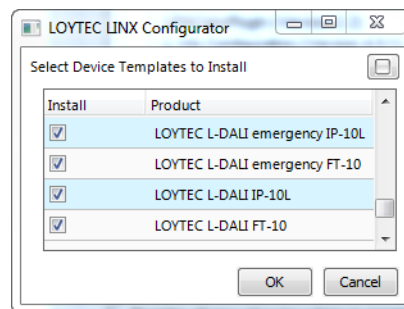 LOYTEC LINX Configurator
Select Device Templates to Install
Install Product
LOYTEC L-DALI emergency IP-10L
LOYTEC L-DALI emergency FT-10
LOYTEC L-DALI IP-10L
LOYTEC L-DALI FT-10
OK Cancel